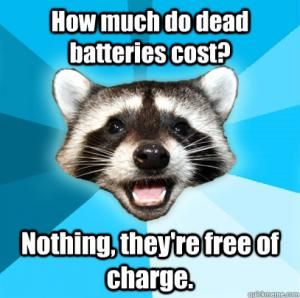 How much do dead
batteries cost?
Nothing, they're free of
charge.
quickmeme.com